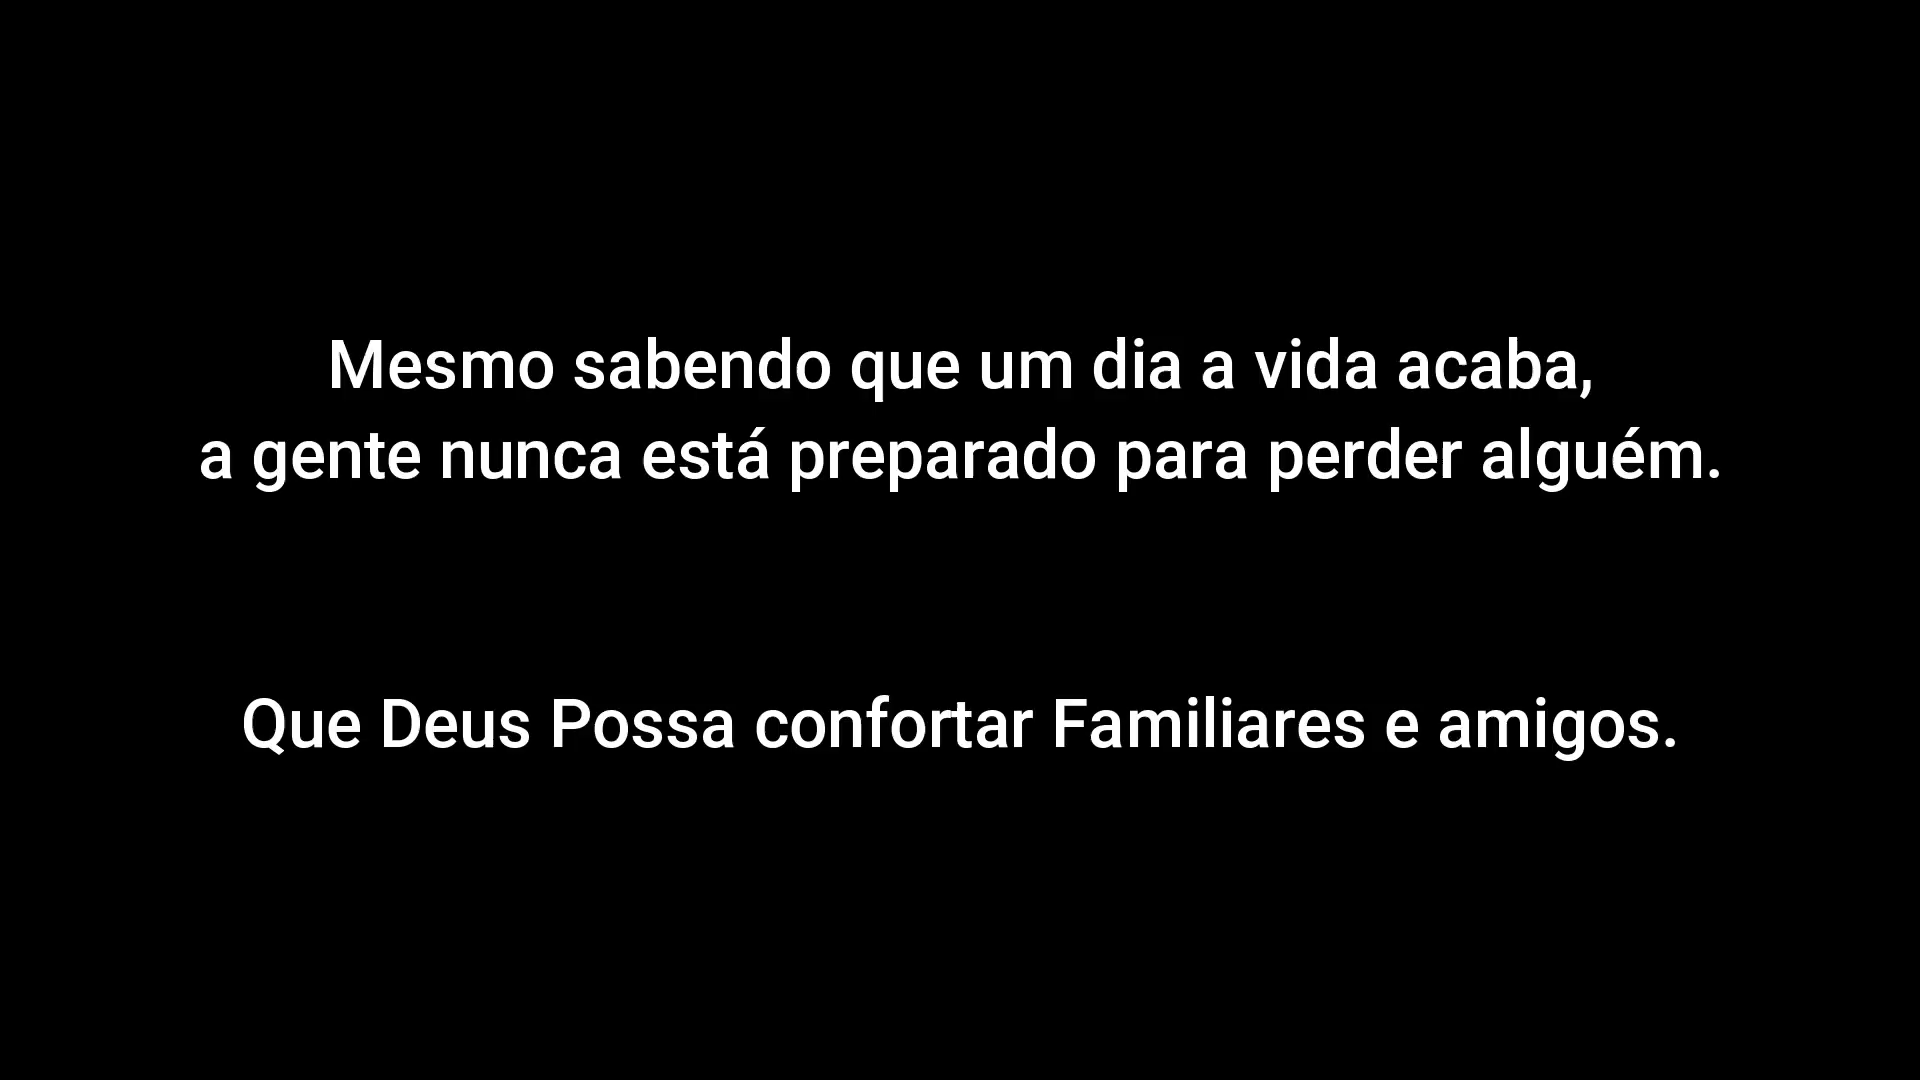 Mesmo sabendo que um dia a vida acaba,
a gente nunca está preparado para perder alguém.
Que Deus Possa confortar Familiares e amigos.